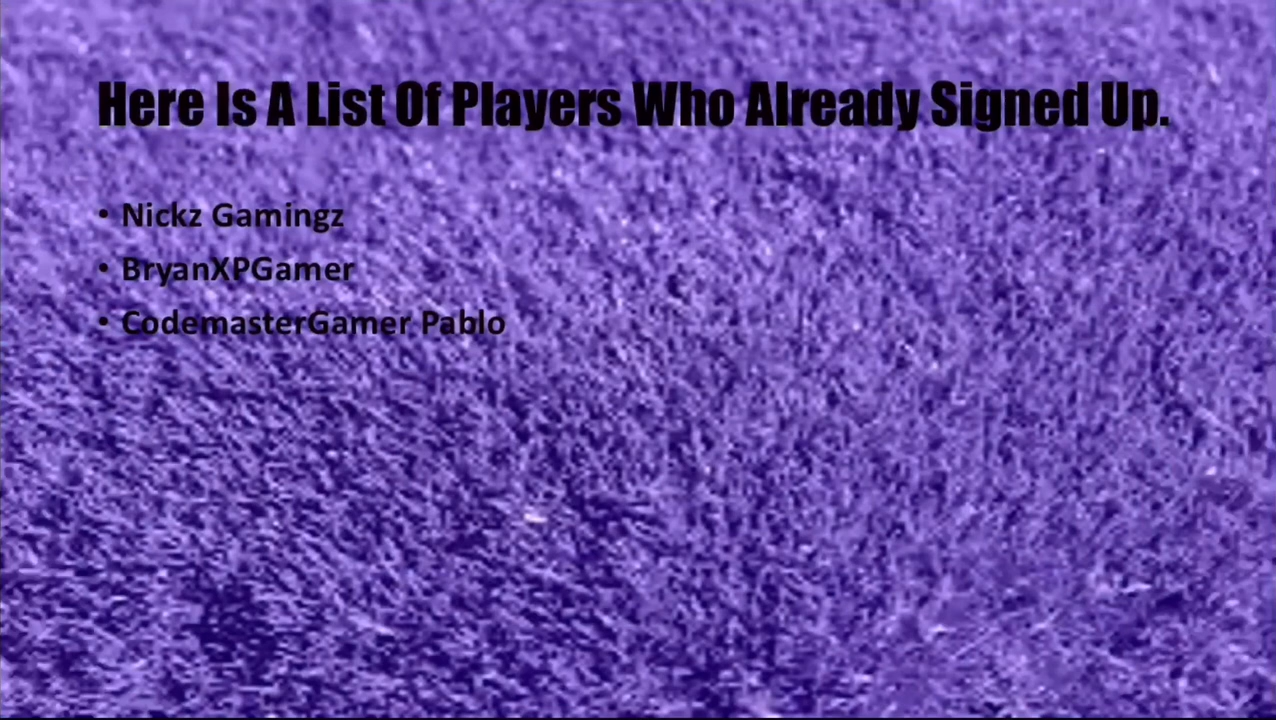 Here Is A List Of Players Who Already Signed Up.
• Nickz Gamingz
• BryanXPGamer
• CodemasterGamer Pablo